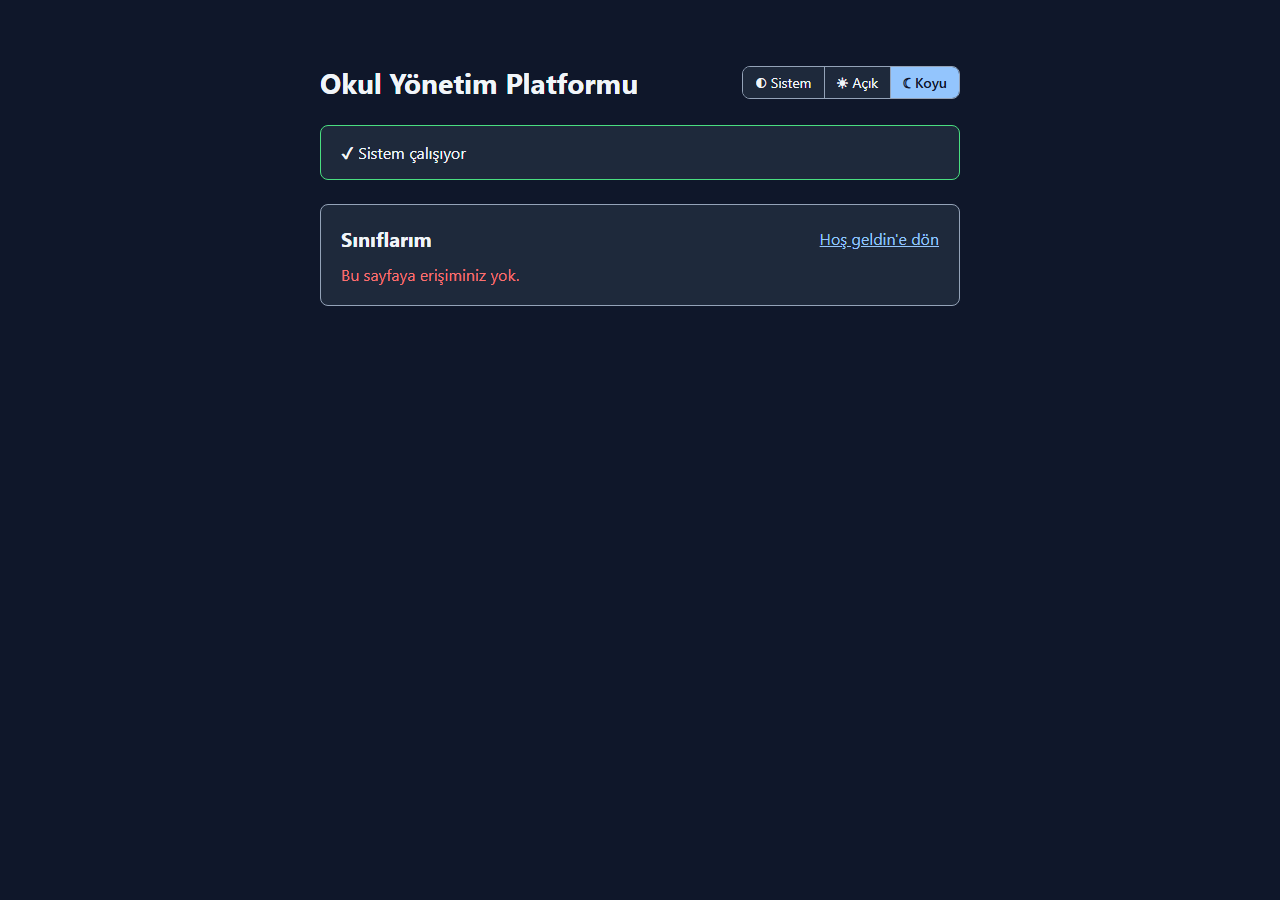 Okul Yönetim Platformu
◐ Sistem ☀ Açık ☾ Koyu
✓ Sistem çalışıyor
Sınıflarım
Hoş geldin'e dön
Bu sayfaya erişiminiz yok.